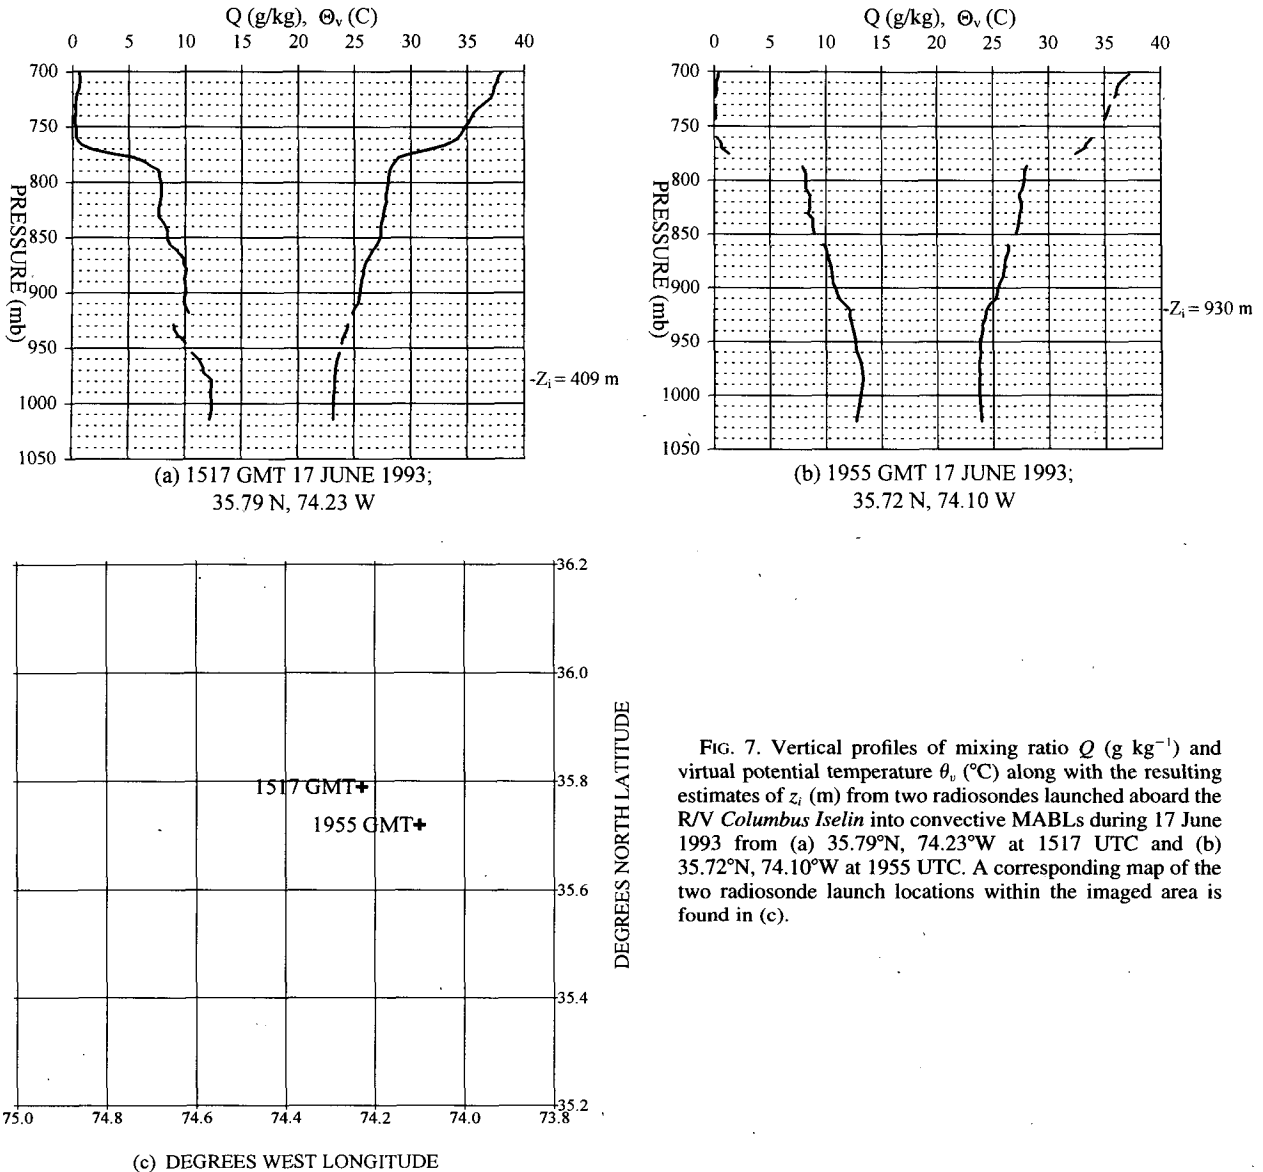 Q (g/kg), Θv (C)
0 5 10 15 20 25 30 35 40
700
750
800
850
900
950
1000
1050
PRESSURE (mb)
-Zi = 409 m
(a) 1517 GMT 17 JUNE 1993;
35.79 N, 74.23 W
Q (g/kg), Θv (C)
0 5 10 15 20 25 30 35 40
700
750
800
850
900
950
1000
1050
PRESSURE (mb)
-Zi = 930 m
(b) 1955 GMT 17 JUNE 1993;
35.72 N, 74.10 W
36.2
36.0
35.8
35.6
35.4
35.2
DEGREES NORTH LATITUDE
1517 GMT+
1955 GMT+
75.0 74.8 74.6 74.4 74.2 74.0 73.8
(c) DEGREES WEST LONGITUDE
FIG. 7. Vertical profiles of mixing ratio Q (g kg⁻¹) and
virtual potential temperature θv (°C) along with the resulting
estimates of zi (m) from two radiosondes launched aboard the
R/V Columbus Iselin into convective MABLs during 17 June
1993 from (a) 35.79°N, 74.23°W at 1517 UTC and (b)
35.72°N, 74.10°W at 1955 UTC. A corresponding map of the
two radiosonde launch locations within the imaged area is
found in (c).